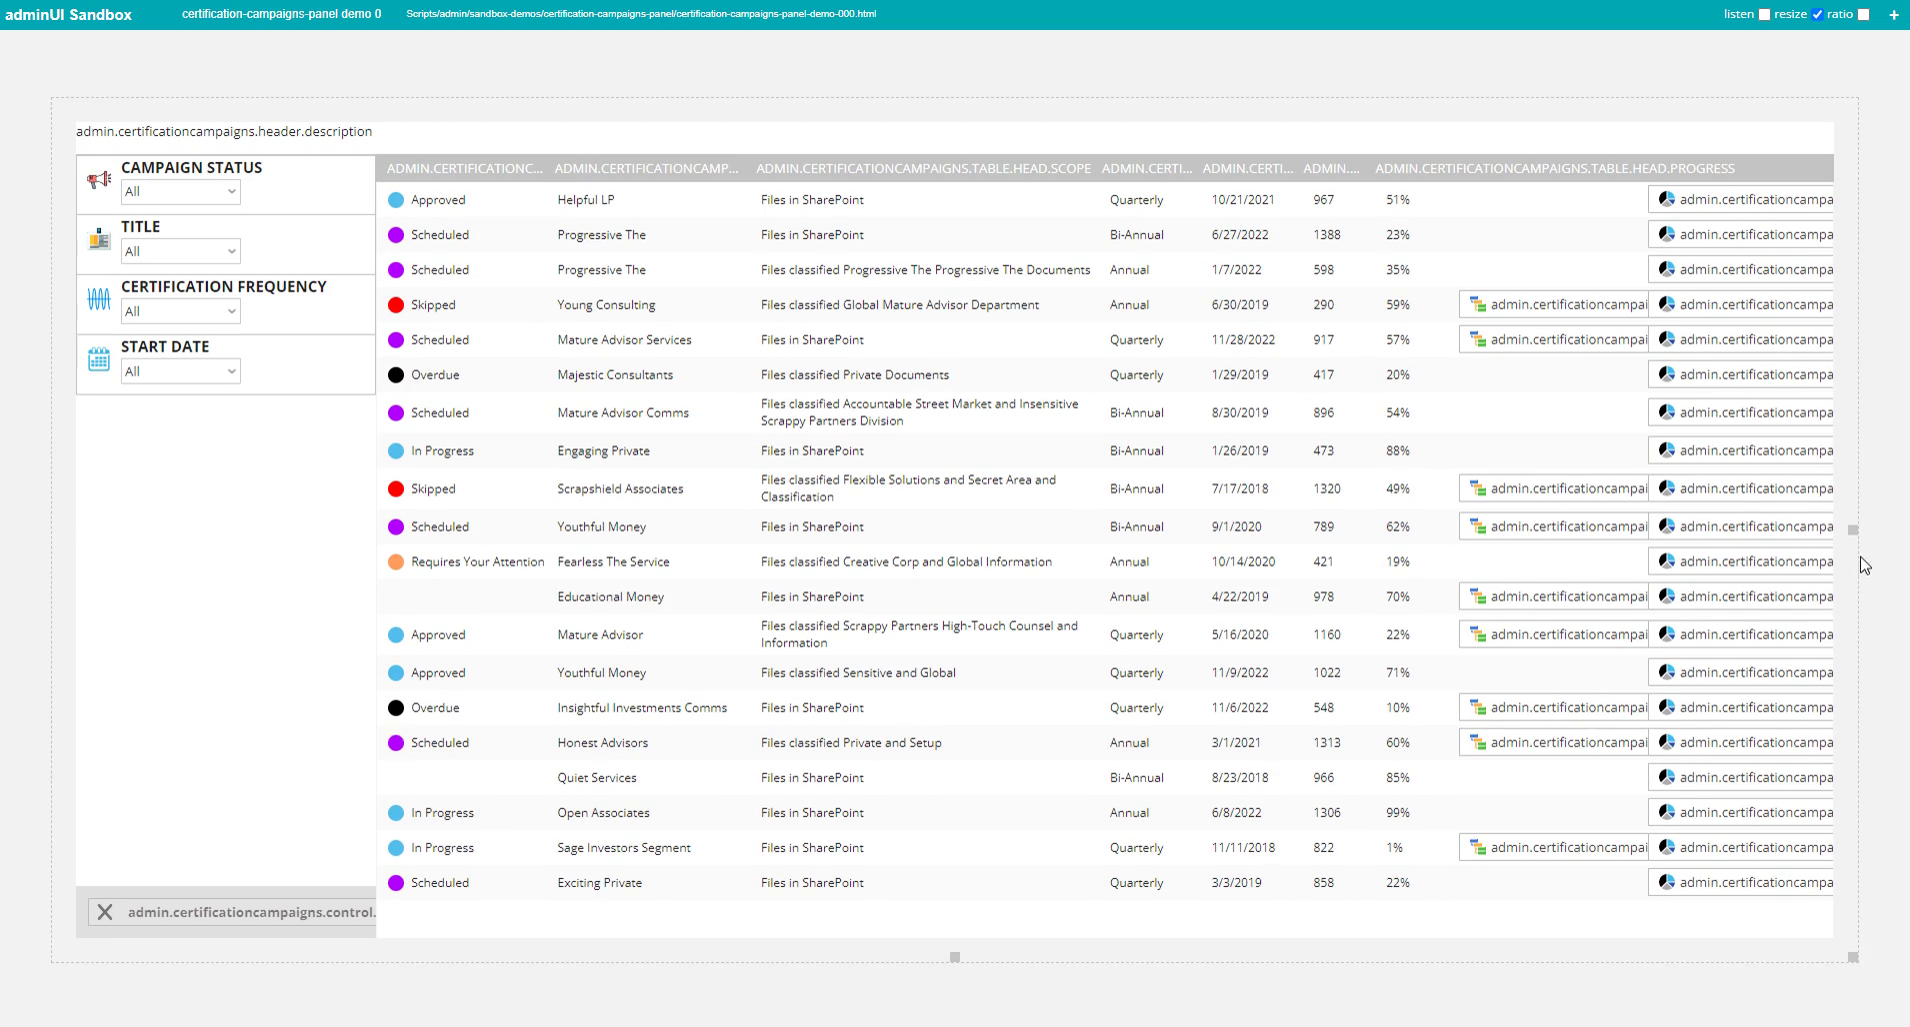 adminUI Sandbox certification-campaigns-panel demo 0 Scripts/admin/sandbox-demos/certification-campaigns-panel/certification-campaigns-panel-demo-000.html listen resize ratio +
admin.certificationcampaigns.header.description
CAMPAIGN STATUS
All
TITLE
All
CERTIFICATION FREQUENCY
All
START DATE
All
admin.certificationcampaigns.control.
ADMIN.CERTIFICATIONC... ADMIN.CERTIFICATIONCAMP... ADMIN.CERTIFICATIONCAMPAIGNS.TABLE.HEAD.SCOPE ADMIN.CERTI... ADMIN.CERTI... ADMIN.... ADMIN.CERTIFICATIONCAMPAIGNS.TABLE.HEAD.PROGRESS
Approved Helpful LP Files in SharePoint Quarterly 10/21/2021 967 51% admin.certificationcampa
Scheduled Progressive The Files in SharePoint Bi-Annual 6/27/2022 1388 23% admin.certificationcampa
Scheduled Progressive The Files classified Progressive The Progressive The Documents Annual 1/7/2022 598 35% admin.certificationcampa
Skipped Young Consulting Files classified Global Mature Advisor Department Annual 6/30/2019 290 59% admin.certificationcampai admin.certificationcampa
Scheduled Mature Advisor Services Files in SharePoint Quarterly 11/28/2022 917 57% admin.certificationcampai admin.certificationcampa
Overdue Majestic Consultants Files classified Private Documents Quarterly 1/29/2019 417 20% admin.certificationcampa
Scheduled Mature Advisor Comms Files classified Accountable Street Market and Insensitive
Scrappy Partners Division Bi-Annual 8/30/2019 896 54% admin.certificationcampa
In Progress Engaging Private Files in SharePoint Bi-Annual 1/26/2019 473 88% admin.certificationcampa
Skipped Scrapshield Associates Files classified Flexible Solutions and Secret Area and
Classification Bi-Annual 7/17/2018 1320 49% admin.certificationcampai admin.certificationcampa
Scheduled Youthful Money Files in SharePoint Bi-Annual 9/1/2020 789 62% admin.certificationcampai admin.certificationcampa
Requires Your Attention Fearless The Service Files classified Creative Corp and Global Information Annual 10/14/2020 421 19% admin.certificationcampa
Educational Money Files in SharePoint Annual 4/22/2019 978 70% admin.certificationcampai admin.certificationcampa
Approved Mature Advisor Files classified Scrappy Partners High-Touch Counsel and
Information Quarterly 5/16/2020 1160 22% admin.certificationcampai admin.certificationcampa
Approved Youthful Money Files classified Sensitive and Global Quarterly 11/9/2022 1022 71% admin.certificationcampa
Overdue Insightful Investments Comms Files in SharePoint Quarterly 11/6/2022 548 10% admin.certificationcampai admin.certificationcampa
Scheduled Honest Advisors Files classified Private and Setup Annual 3/1/2021 1313 60% admin.certificationcampai admin.certificationcampa
Quiet Services Files in SharePoint Bi-Annual 8/23/2018 966 85% admin.certificationcampa
In Progress Open Associates Files in SharePoint Annual 6/8/2022 1306 99% admin.certificationcampa
In Progress Sage Investors Segment Files in SharePoint Quarterly 11/11/2018 822 1% admin.certificationcampai admin.certificationcampa
Scheduled Exciting Private Files in SharePoint Quarterly 3/3/2019 858 22% admin.certificationcampa